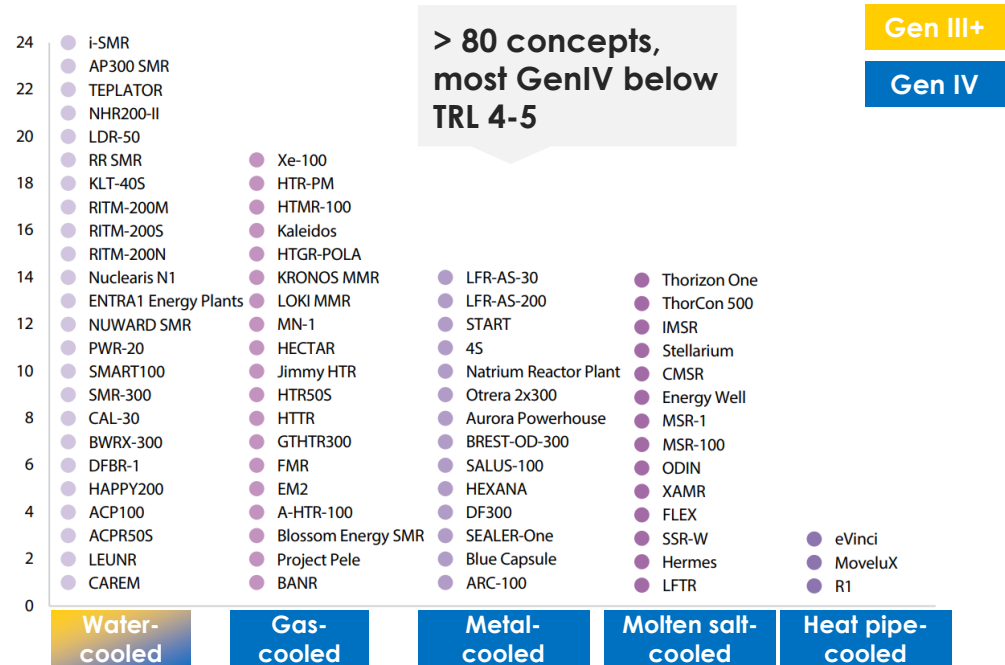 > 80 concepts,
most GenIV below
TRL 4-5
Gen III+
Gen IV
24
22
20
18
16
14
12
10
8
6
4
2
0
i-SMR
AP300 SMR
TEPLATOR
NHR200-II
LDR-50
RR SMR
KLT-40S
RITM-200M
RITM-200S
RITM-200N
Nuclearis N1
ENTRA1 Energy Plants
NUWARD SMR
PWR-20
SMART100
SMR-300
CAL-30
BWRX-300
DFBR-1
HAPPY200
ACP100
ACPR50S
LEUNR
CAREM
Water-
cooled
Xe-100
HTR-PM
HTMR-100
Kaleidos
HTGR-POLA
KRONOS MMR
LOKI MMR
MN-1
HECTAR
Jimmy HTR
HTR50S
HTTR
GTHTR300
FMR
EM2
A-HTR-100
Blossom Energy SMR
Project Pele
BANR
Gas-
cooled
LFR-AS-30
LFR-AS-200
START
4S
Natrium Reactor Plant
Otrera 2x300
Aurora Powerhouse
BREST-OD-300
SALUS-100
HEXANA
DF300
SEALER-One
Blue Capsule
ARC-100
Metal-
cooled
Thorizon One
ThorCon 500
IMSR
Stellarium
CMSR
Energy Well
MSR-1
MSR-100
ODIN
XAMR
FLEX
SSR-W
Hermes
LFTR
Molten salt-
cooled
eVinci
MoveluX
R1
Heat pipe-
cooled